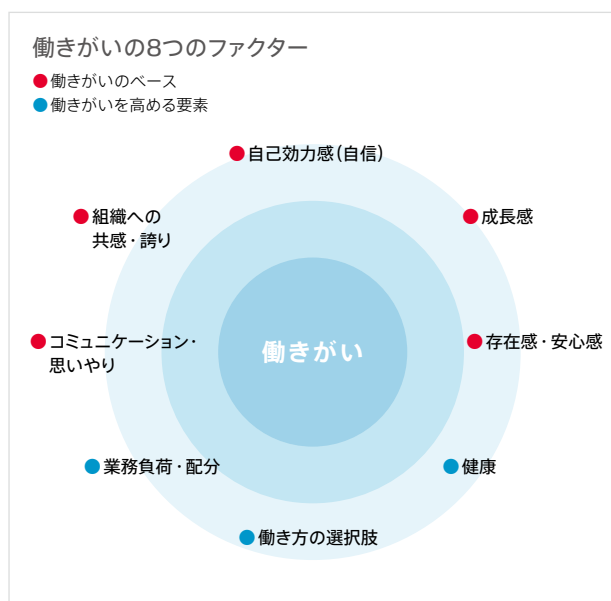 働きがいの8つのファクター
●働きがいのベース
●働きがいを高める要素
●自己効力感(自信)
●組織への
共感・誇り
●成長感
●コミュニケーション・
思いやり
働きがい
●存在感・安心感
●業務負荷・配分
●健康
●働き方の選択肢